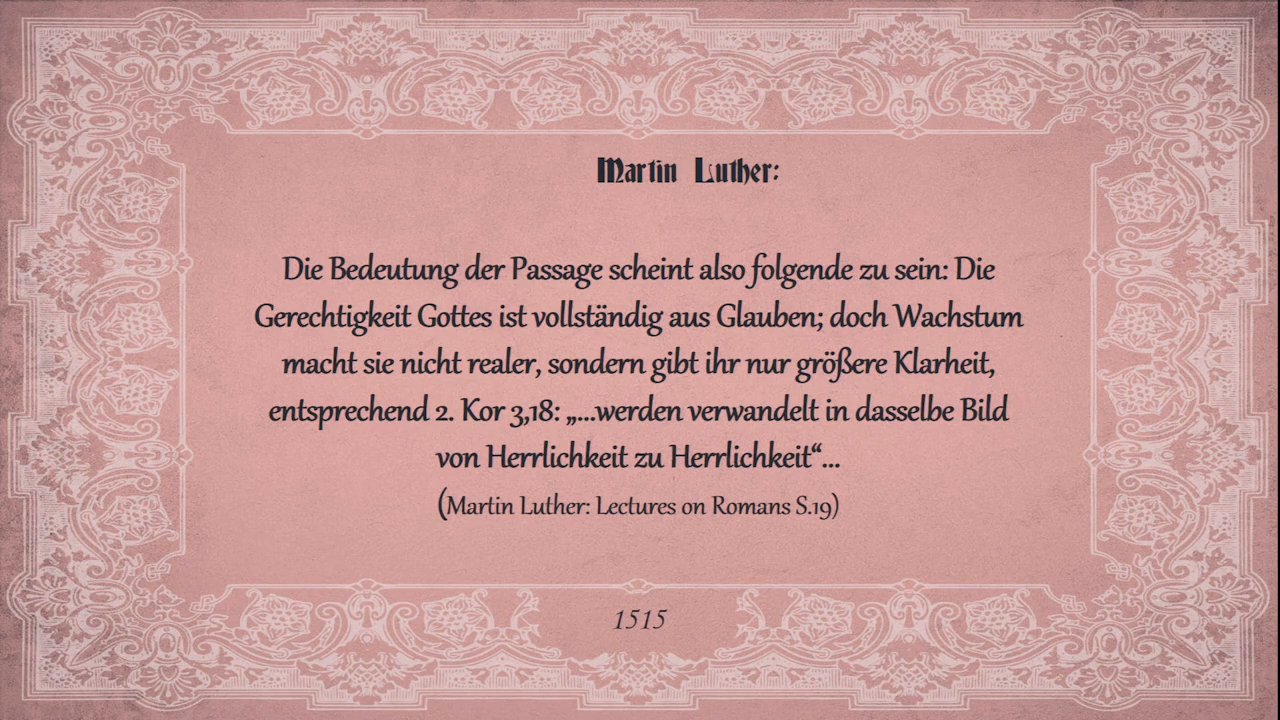 Martin Luther:
Die Bedeutung der Passage scheint also folgende zu sein: Die
Gerechtigkeit Gottes ist vollständig aus Glauben; doch Wachstum
macht sie nicht realer, sondern gibt ihr nur größere Klarheit,
entsprechend 2. Kor 3,18: „...werden verwandelt in dasselbe Bild
von Herrlichkeit zu Herrlichkeit“...
(Martin Luther: Lectures on Romans S.19)
1515